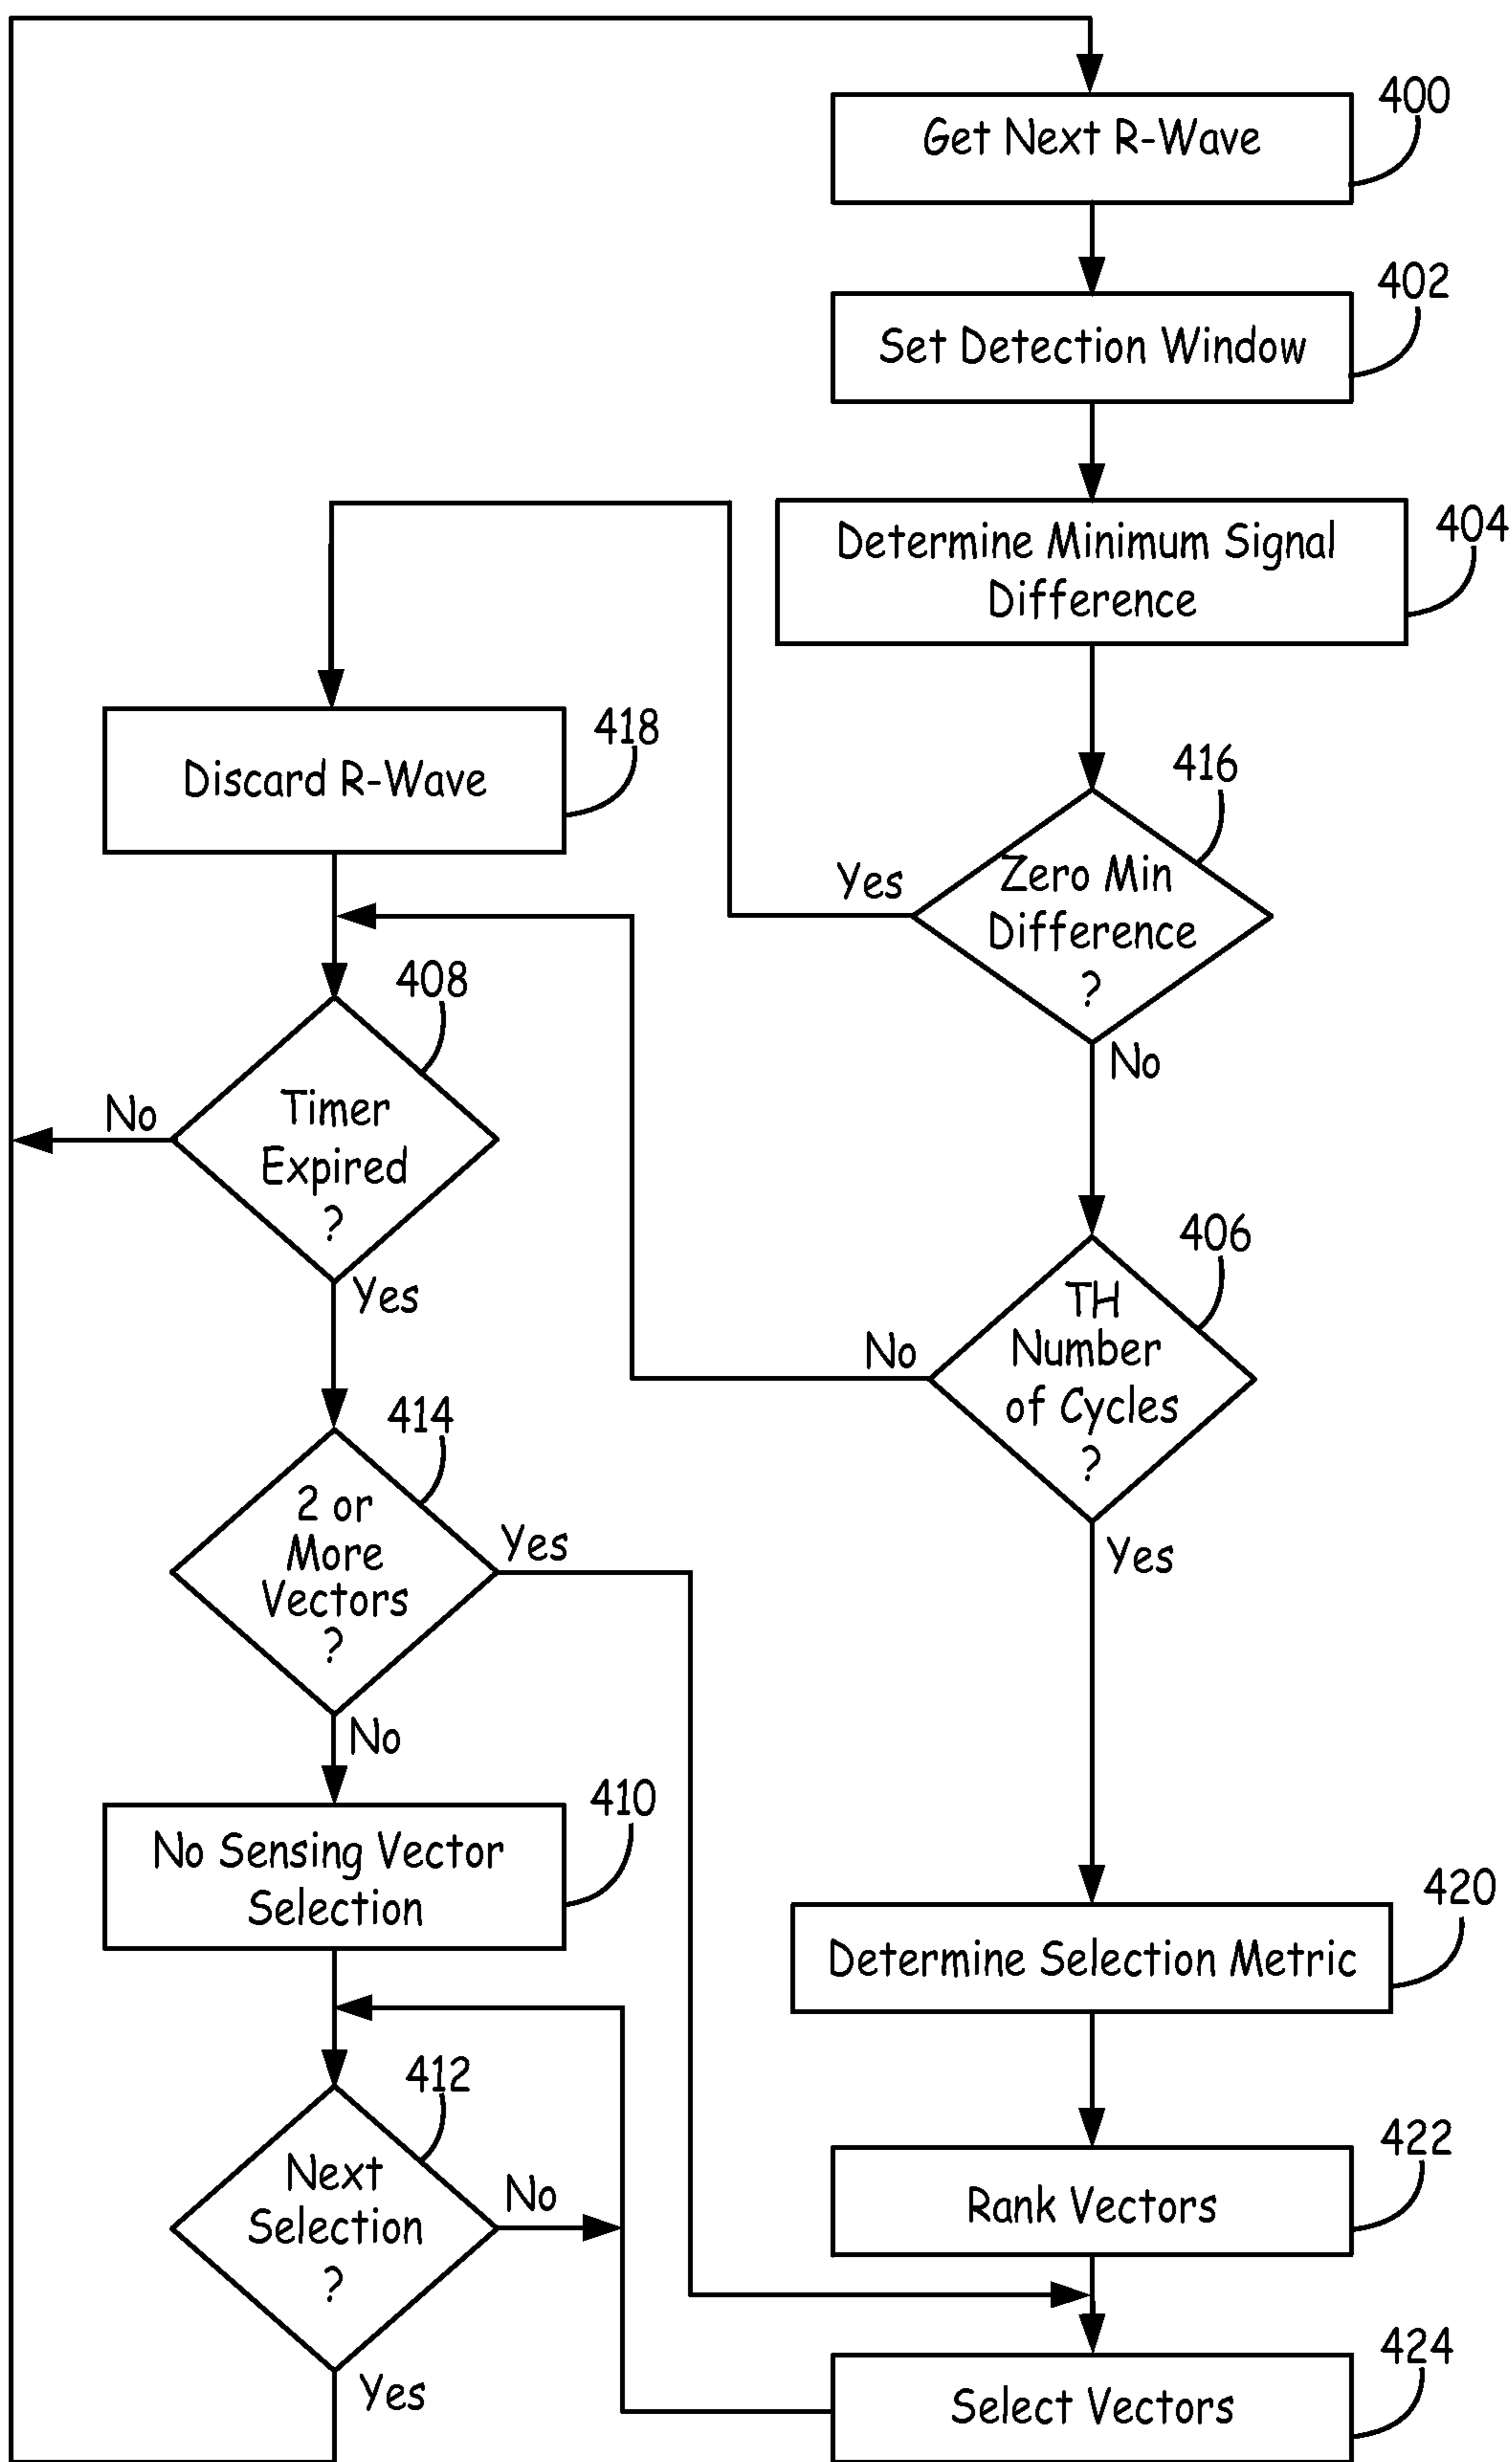 400
Get Next R-Wave
402
Set Detection Window
404
Determine Minimum Signal
Difference
418
Discard R-Wave
416
Zero Min
Difference
?
Yes
No
408
Timer
Expired
?
No
Yes
406
TH
Number
of Cycles
?
No
Yes
414
2 or
More
Vectors
?
Yes
No
410
No Sensing Vector
Selection
420
Determine Selection Metric
412
Next
Selection
?
No
Yes
422
Rank Vectors
424
Select Vectors